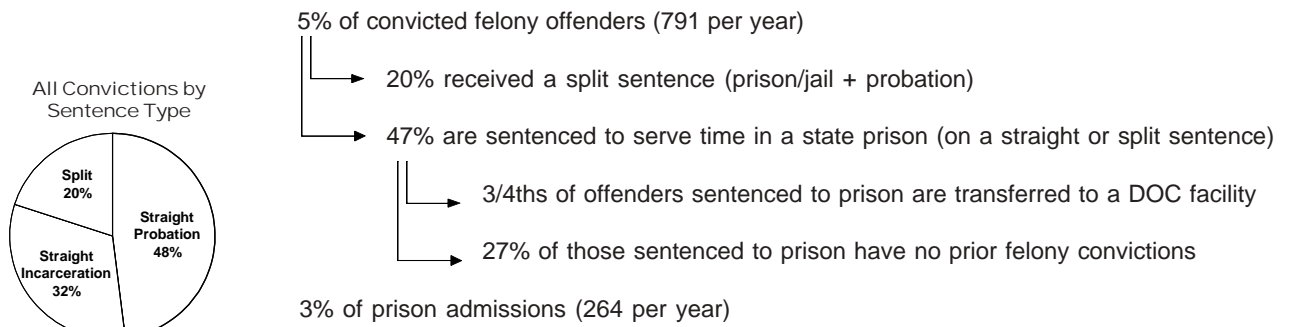 5% of convicted felony offenders (791 per year)
20% received a split sentence (prison/jail + probation)
47% are sentenced to serve time in a state prison (on a straight or split sentence)
3/4ths of offenders sentenced to prison are transferred to a DOC facility
27% of those sentenced to prison have no prior felony convictions
3% of prison admissions (264 per year)
All Convictions by
Sentence Type
Split
20%
Straight
Probation
48%
Straight
Incarceration
32%